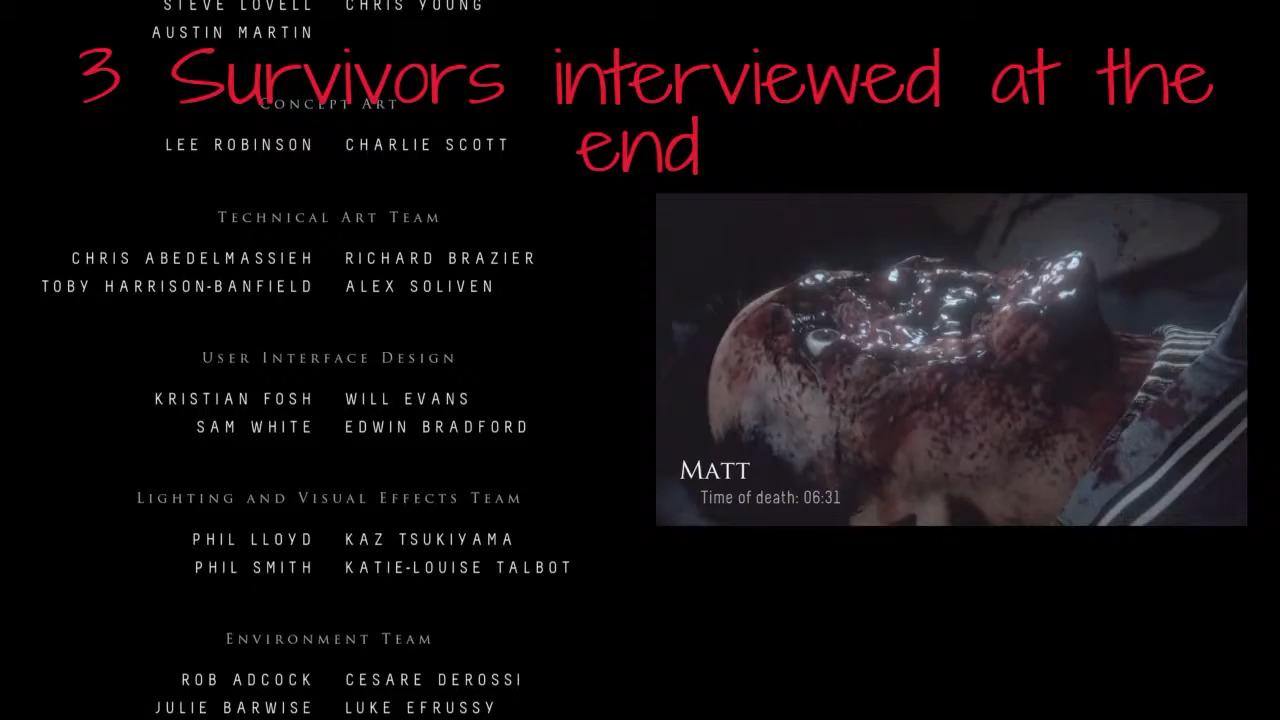 STEVE LOVELL CHRIS YOUNG
AUSTIN MARTIN
3 Survivors interviewed at the
end
CONCEPT ART
LEE ROBINSON CHARLIE SCOTT
TECHNICAL ART TEAM
CHRIS ABEDELMASSIEH RICHARD BRAZIER
TOBY HARRISON-BANFIELD ALEX SOLIVEN
USER INTERFACE DESIGN
KRISTIAN FOSH WILL EVANS
SAM WHITE EDWIN BRADFORD
LIGHTING AND VISUAL EFFECTS TEAM
PHIL LLOYD KAZ TSUKIYAMA
PHIL SMITH KATIE-LOUISE TALBOT
ENVIRONMENT TEAM
ROB ADCOCK CESARE DEROSSI
JULIE BARWISE LUKE EFRUSSY
MATT
Time of death: 06:31